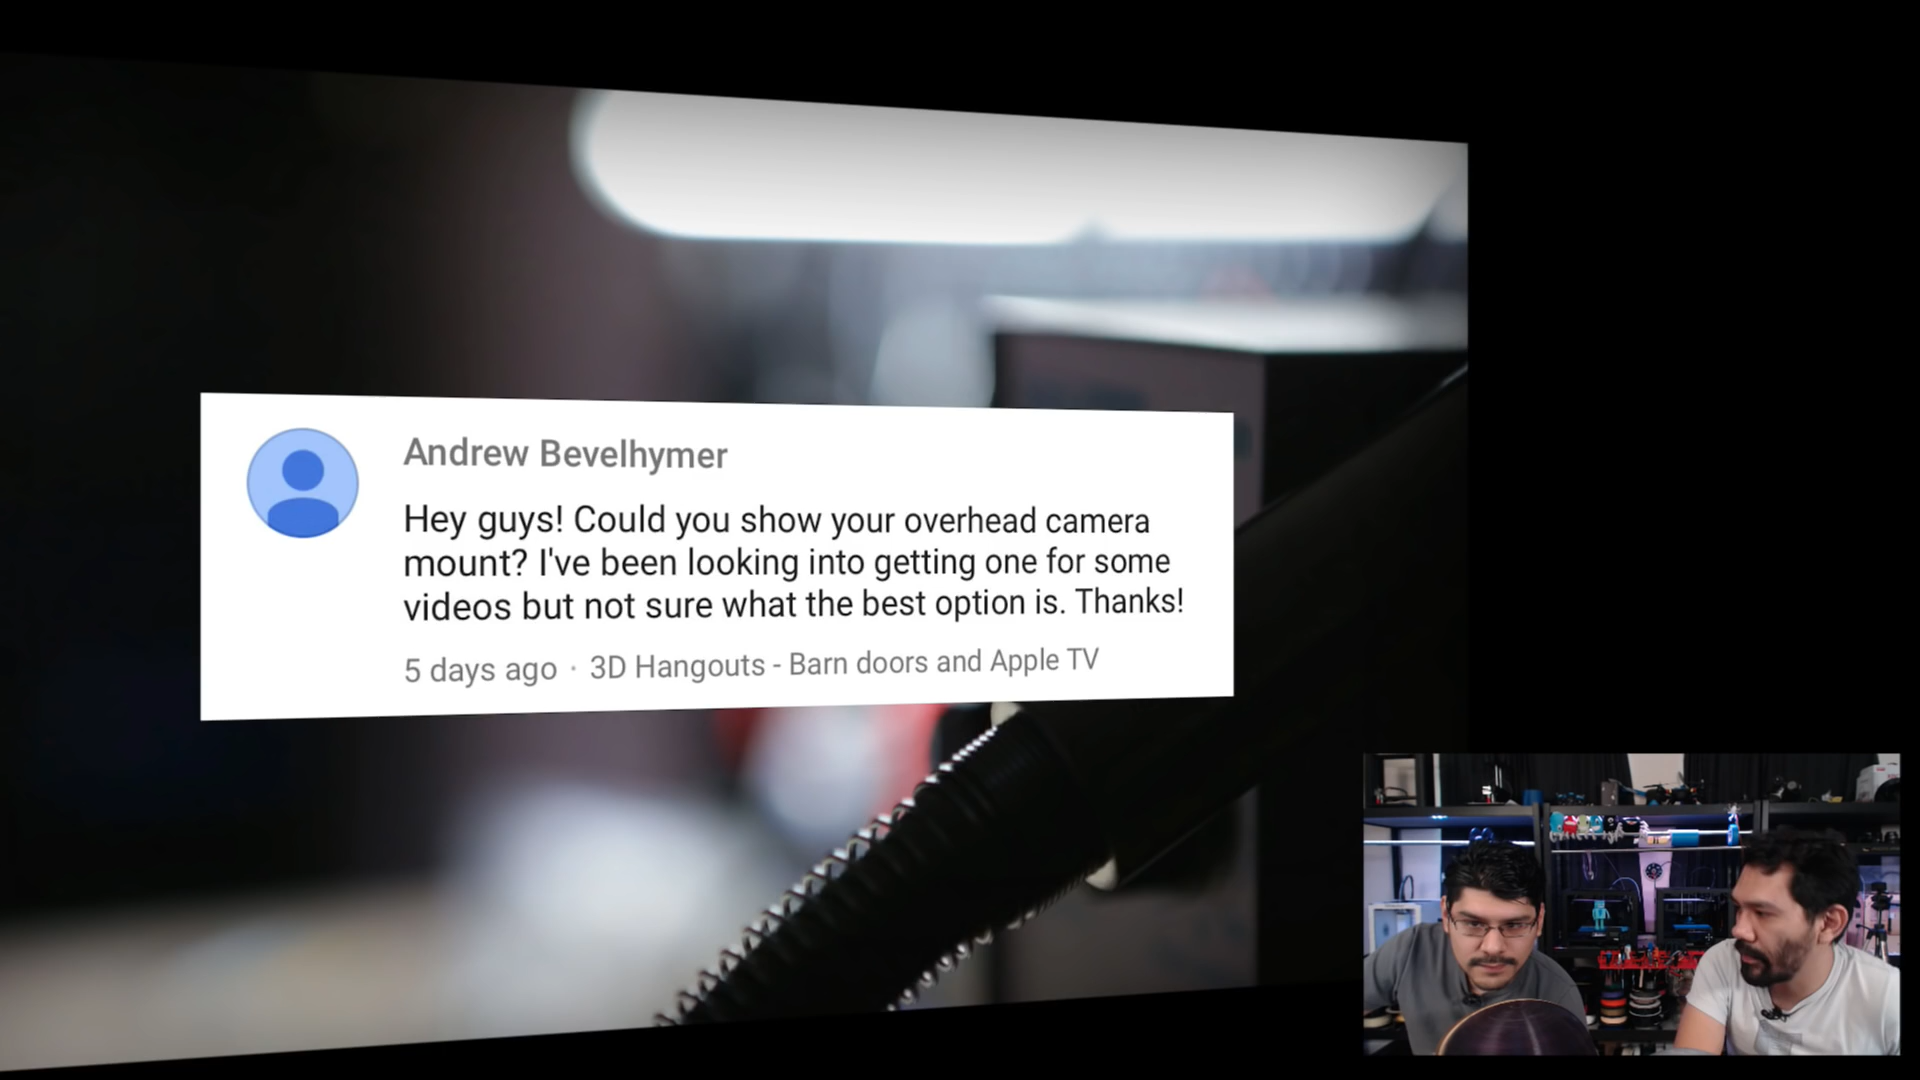 Andrew Bevelhymer
Hey guys! Could you show your overhead camera
mount? I've been looking into getting one for some
videos but not sure what the best option is. Thanks!
5 days ago · 3D Hangouts - Barn doors and Apple TV